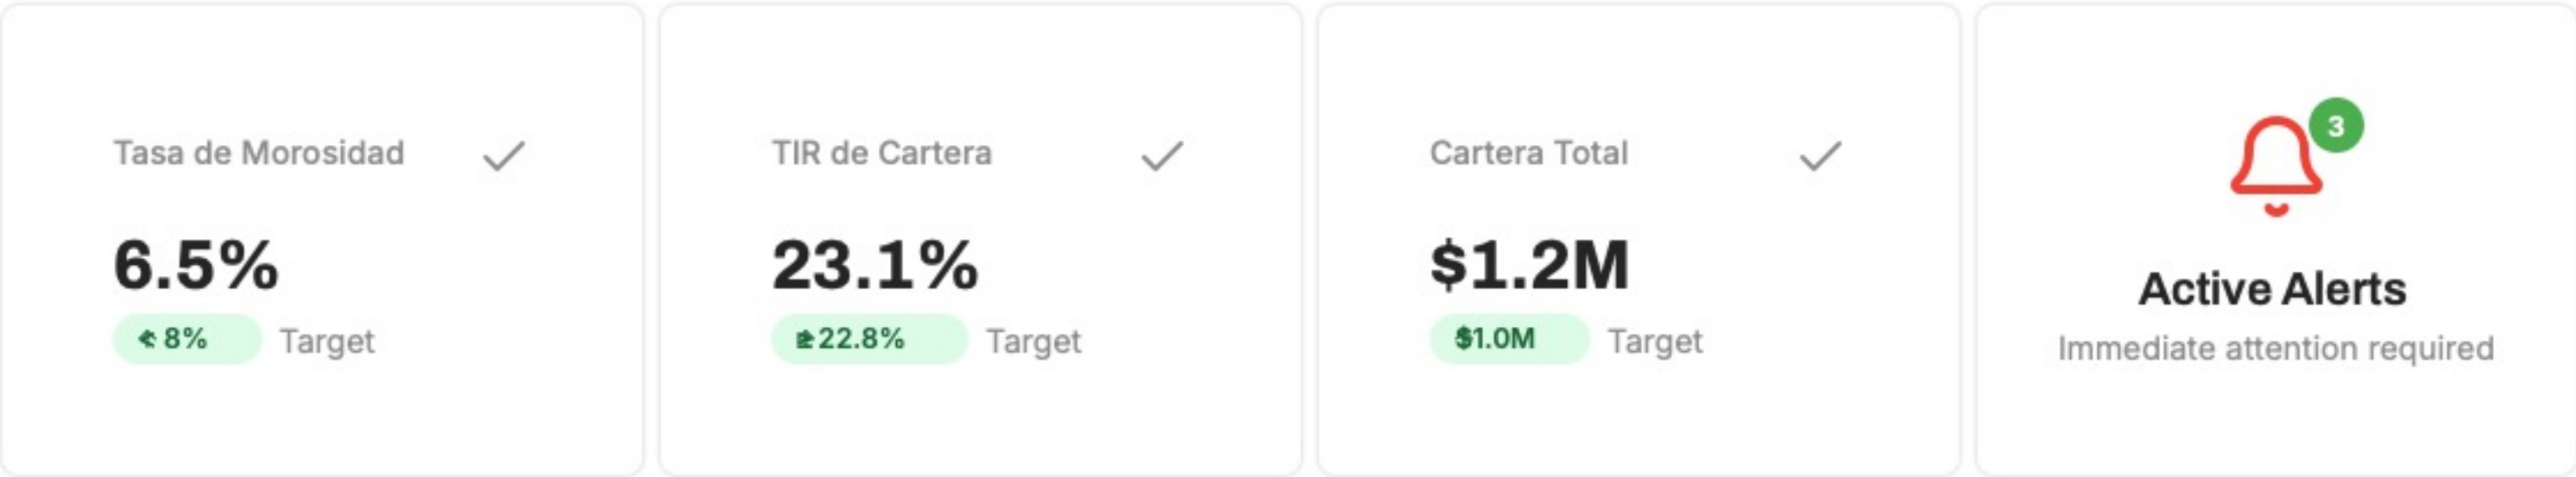 Tasa de Morosidad
6.5%
8% Target
TIR de Cartera
23.1%
22.8% Target
Cartera Total
$1.2M
$1.0M Target
3
Active Alerts
Immediate attention required